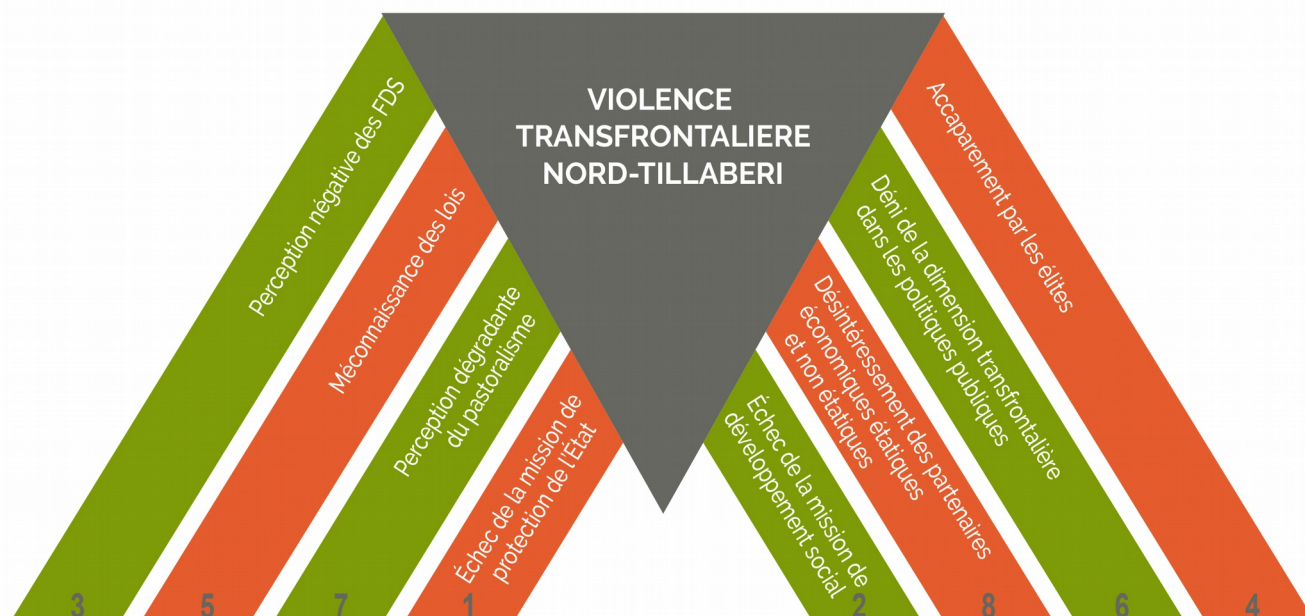 VIOLENCE
TRANSFRONTALIERE
NORD-TILLABERI
Perception négative des FDS
Méconnaissance des lois
Perception dégradante
du pastoralisme
Échec de la mission de
protection de l'État
Échec de la mission de
développement social
Désintéressement des partenaires
économiques étatiques
et non étatiques
Déni de la dimension transfrontalière
dans les politiques publiques
Accaparement par les élites
3 5 7 1 2 8 6 4